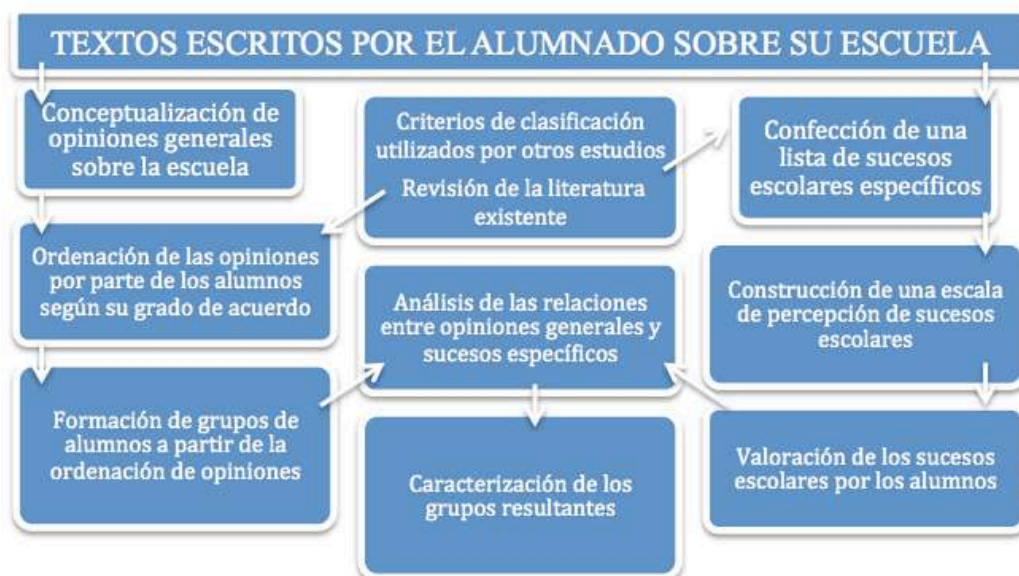 TEXTOS ESCRITOS POR EL ALUMNADO SOBRE SU ESCUELA
Conceptualización de
opiniones generales
sobre la escuela
Criterios de clasificación
utilizados por otros estudios
Revisión de la literatura
existente
Confección de una
lista de sucesos
escolares específicos
Ordenación de las opiniones
por parte de los alumnos
según su grado de acuerdo
Análisis de las relaciones
entre opiniones generales y
sucesos específicos
Construcción de una escala
de percepción de sucesos
escolares
Formación de grupos de
alumnos a partir de la
ordenación de opiniones
Caracterización de los
grupos resultantes
Valoración de los sucesos
escolares por los alumnos